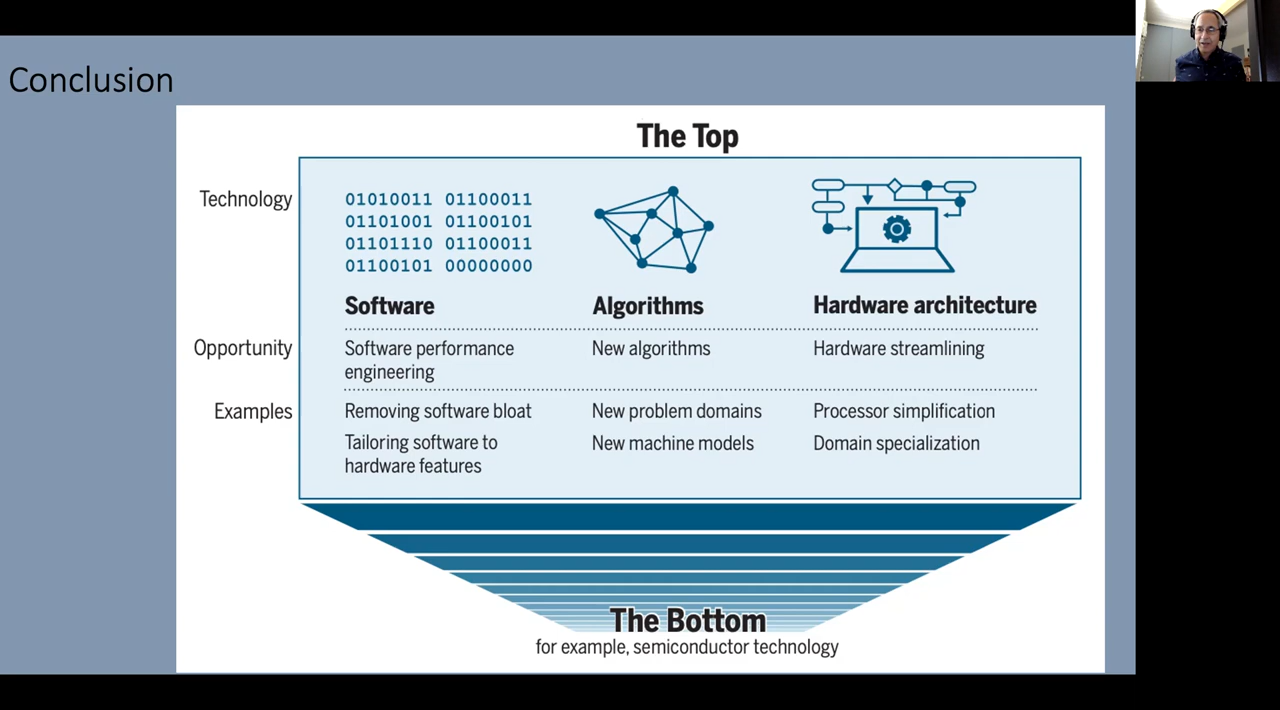 Conclusion
The Top
Technology
01010011 01100011
01101001 01100101
01101110 01100011
01100101 00000000
Software
Algorithms
Hardware architecture
Opportunity
Software performance
engineering
New algorithms
Hardware streamlining
Examples
Removing software bloat
Tailoring software to
hardware features
New problem domains
New machine models
Processor simplification
Domain specialization
The Bottom
for example, semiconductor technology